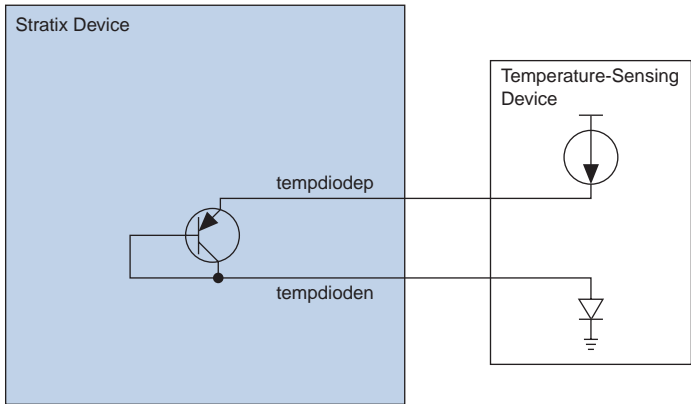 Stratix Device
Temperature-Sensing
Device
tempdiodep
tempdioden